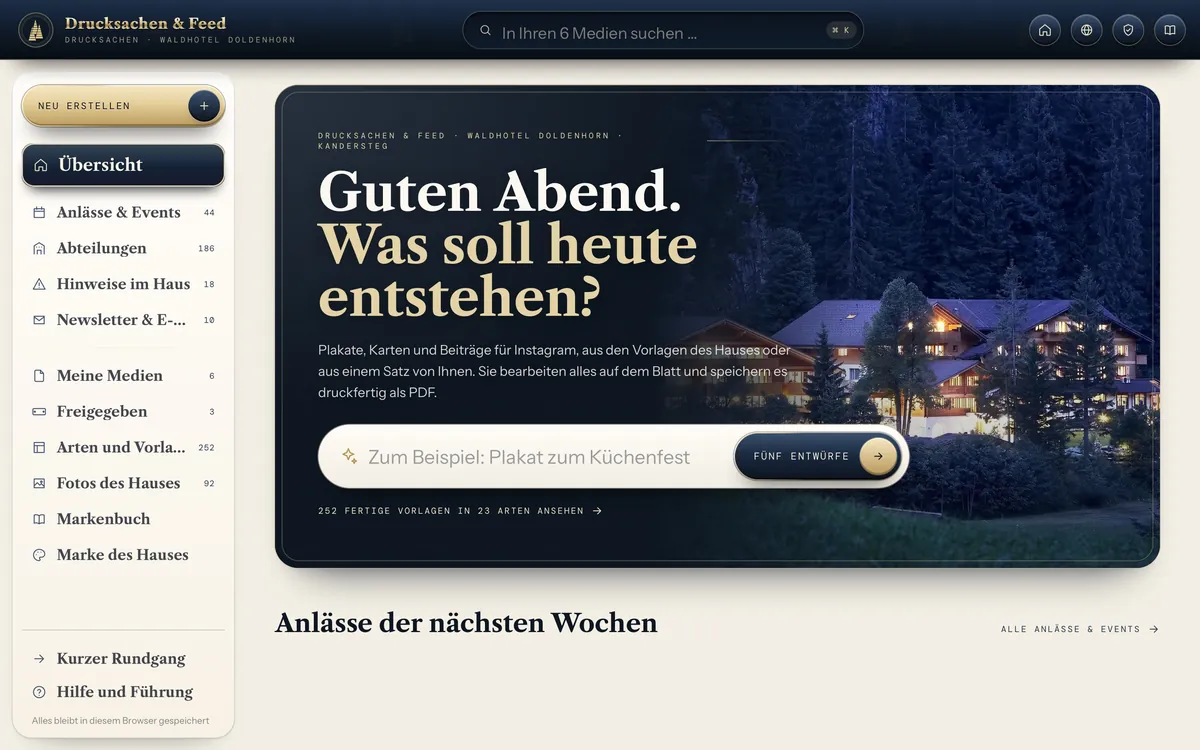 Drucksachen & Feed
DRUCKSACHEN · WALDHOTEL DOLDENHORN
In Ihren 6 Medien suchen ...
⌘ K
NEU ERSTELLEN
Übersicht
Anlässe & Events 44
Abteilungen 186
Hinweise im Haus 18
Newsletter & E-... 10
Meine Medien 6
Freigegeben 3
Arten und Vorla... 252
Fotos des Hauses 92
Markenbuch
Marke des Hauses
Kurzer Rundgang
Hilfe und Führung
Alles bleibt in diesem Browser gespeichert
DRUCKSACHEN & FEED · WALDHOTEL DOLDENHORN ·
KANDERSTEG
Guten Abend.
Was soll heute
entstehen?
Plakate, Karten und Beiträge für Instagram, aus den Vorlagen des Hauses oder
aus einem Satz von Ihnen. Sie bearbeiten alles auf dem Blatt und speichern es
druckfertig als PDF.
Zum Beispiel: Plakat zum Küchenfest
FÜNF ENTWÜRFE →
252 FERTIGE VORLAGEN IN 23 ARTEN ANSEHEN →
Anlässe der nächsten Wochen
ALLE ANLÄSSE & EVENTS →